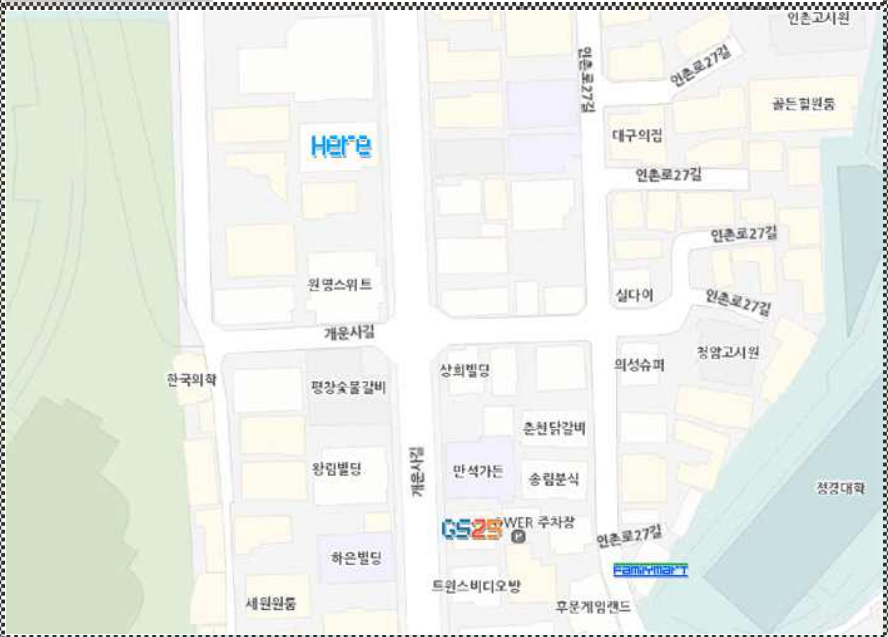 인촌고시원
인촌로27길
인촌로27길
골든힐원룸
대구의집
Here
인촌로27길
인촌로27길
원영스위트
실다이
인촌로27길
개운사길
상희빌딩
의성슈퍼
청암고시원
한국의학
평창숯불갈비
춘천닭갈비
왕림빌딩
개운사길
만석가든
송림분식
정경대학
GS25
WER 주차장
P
인촌로27길
하은빌딩
FamilyMart
트윈스비디오방
세원원룸
후문게임랜드